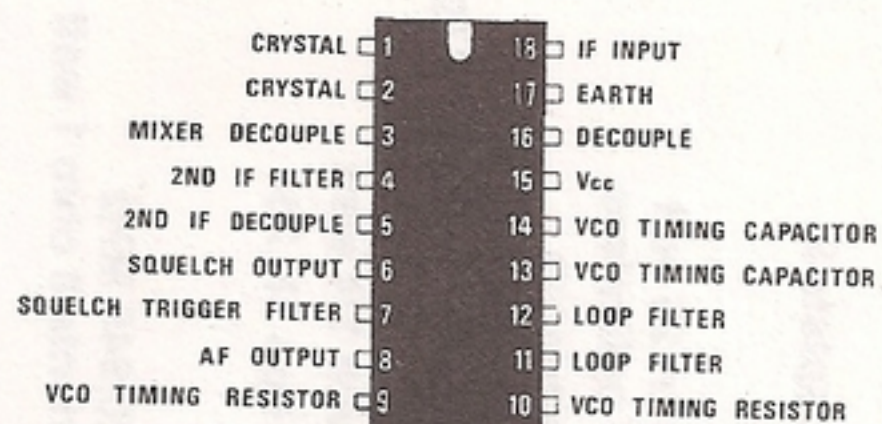 CRYSTAL 1 18 IF INPUT
CRYSTAL 2 17 EARTH
MIXER DECOUPLE 3 16 DECOUPLE
2ND IF FILTER 4 15 Vcc
2ND IF DECOUPLE 5 14 VCO TIMING CAPACITOR
SQUELCH OUTPUT 6 13 VCO TIMING CAPACITOR
SQUELCH TRIGGER FILTER 7 12 LOOP FILTER
AF OUTPUT 8 11 LOOP FILTER
VCO TIMING RESISTOR 9 10 VCO TIMING RESISTOR